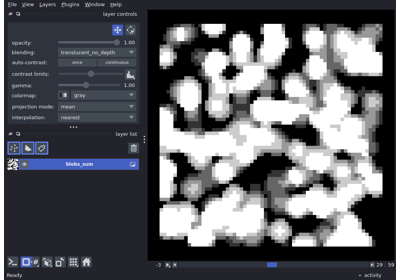 File View Layers Plugins Window Help
layer controls
opacity: 1.00
blending: translucent_no_depth
auto-contrast: once continuous
contrast limits:
gamma: 1.00
colormap: gray
projection mode: mean
interpolation: nearest
layer list
blobs_sum
-3 29 59
Ready activity